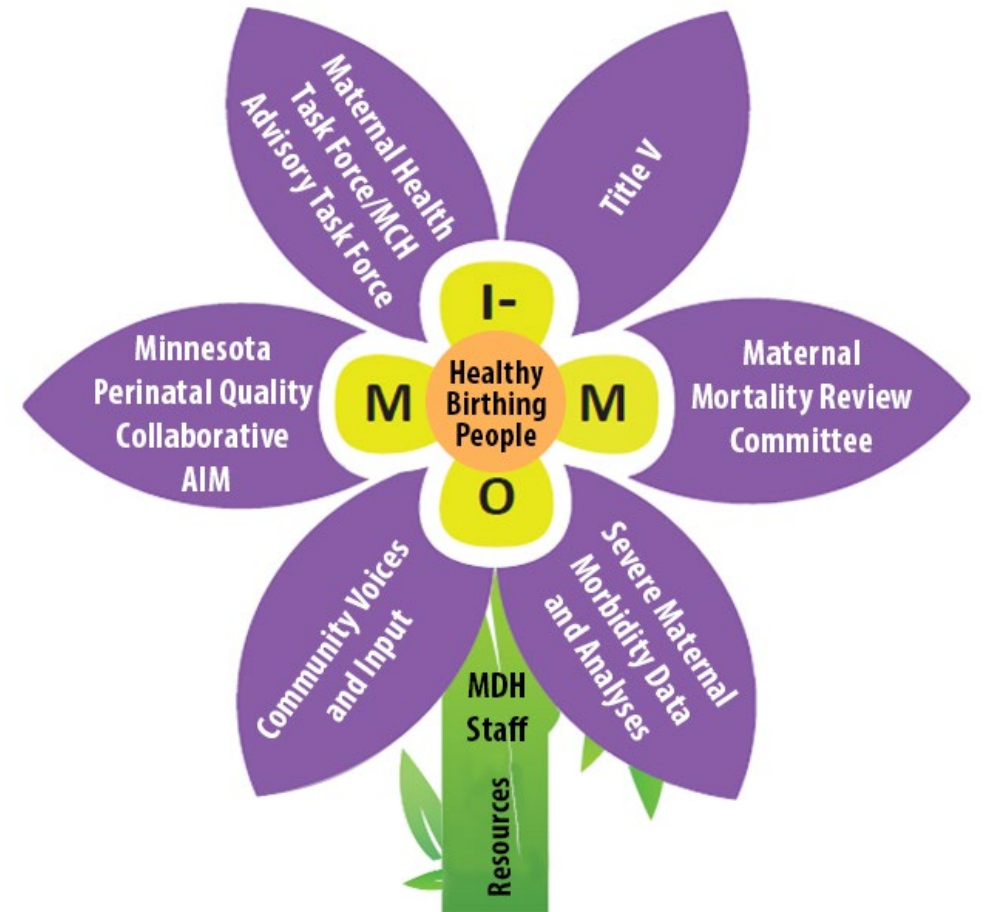 Maternal Health
Task Force/MCH
Advisory Task Force
Title V
Minnesota
Perinatal Quality
Collaborative
AIM
I-
M
Healthy
Birthing
People
M
O
Maternal
Mortality Review
Committee
Community Voices
and Input
Severe Maternal
Morbidity Data
and Analyses
MDH
Staff
Resources